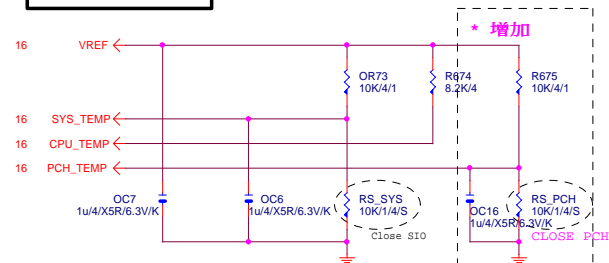 * 增加
16 VREF
OR73
10K/4/1
R674
8.2K/4
R675
10K/4/1
16 SYS_TEMP
16 CPU_TEMP
16 PCH_TEMP
OC7
1u/4/X5R/6.3V/K
OC6
1u/4/X5R/6.3V/K
RS_SYS
10K/1/4/S
Close SIO
OC16
1u/4/X5R/6.3V/K
RS_PCH
10K/1/4/S
CLOSE PCH